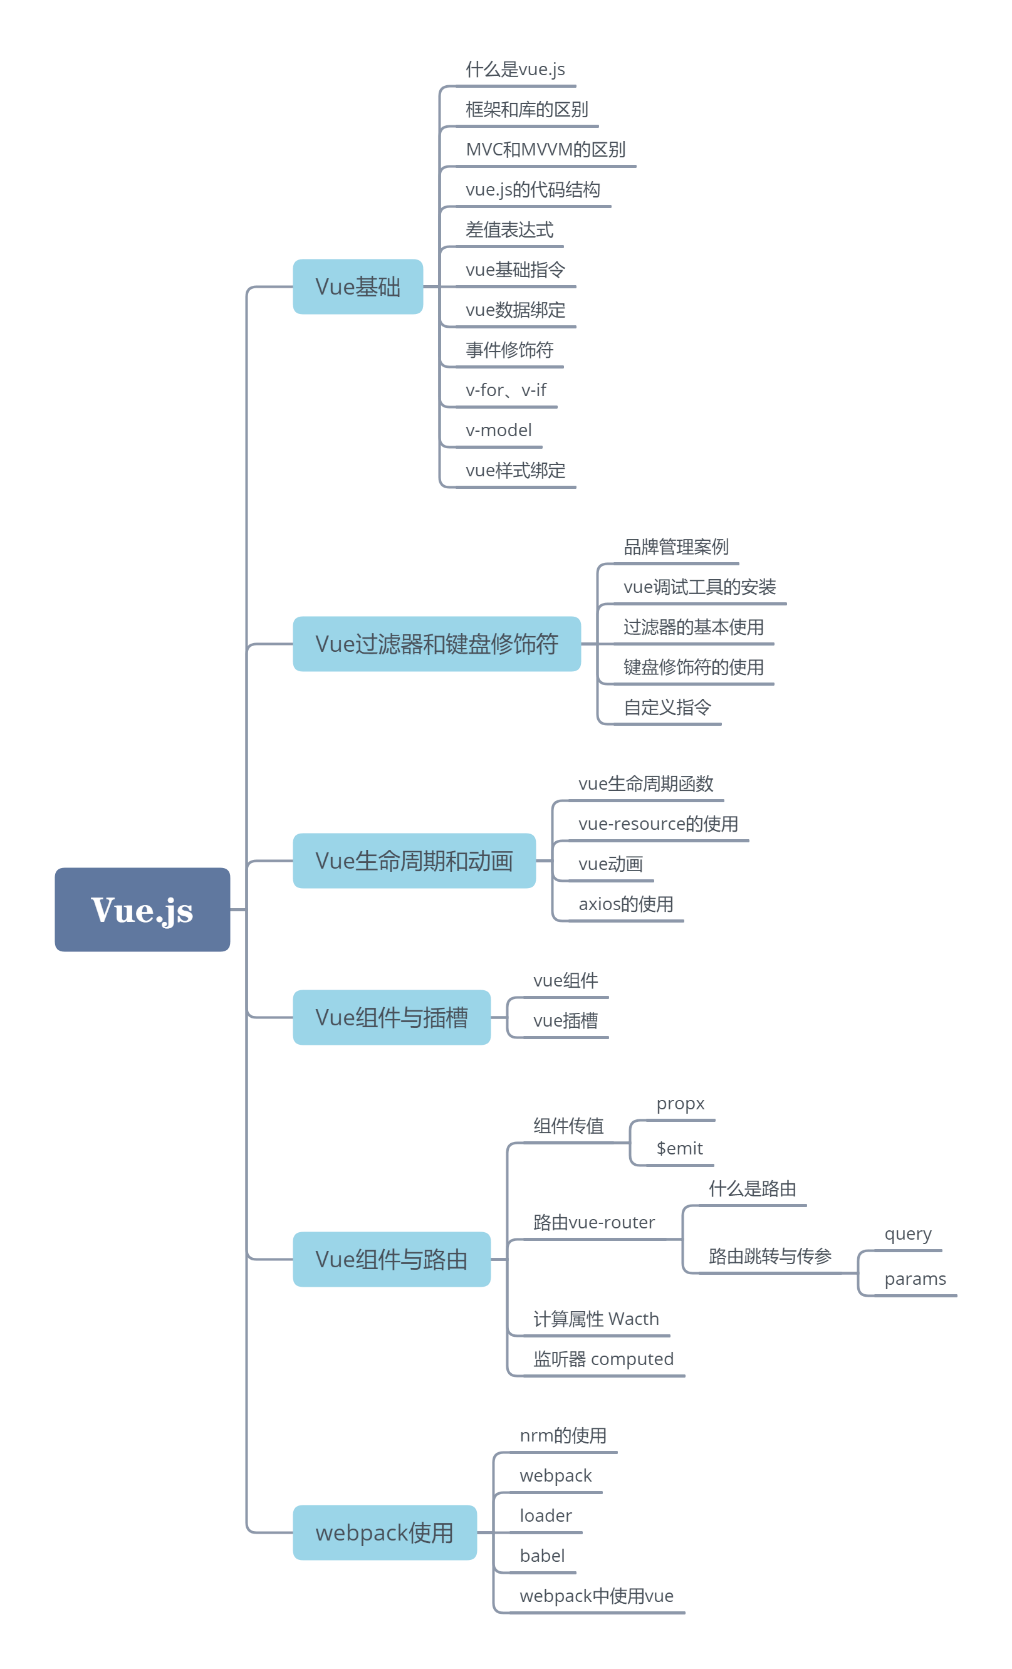 Vue.js
Vue基础
什么是vue.js
框架和库的区别
MVC和MVVM的区别
vue.js的代码结构
差值表达式
vue基础指令
vue数据绑定
事件修饰符
v-for、v-if
v-model
vue样式绑定
Vue过滤器和键盘修饰符
品牌管理案例
vue调试工具的安装
过滤器的基本使用
键盘修饰符的使用
自定义指令
Vue生命周期和动画
vue生命周期函数
vue-resource的使用
vue动画
axios的使用
Vue组件与插槽
vue组件
vue插槽
Vue组件与路由
组件传值
propx
$emit
路由vue-router
什么是路由
路由跳转与传参
query
params
计算属性 Wacth
监听器 computed
webpack使用
nrm的使用
webpack
loader
babel
webpack中使用vue